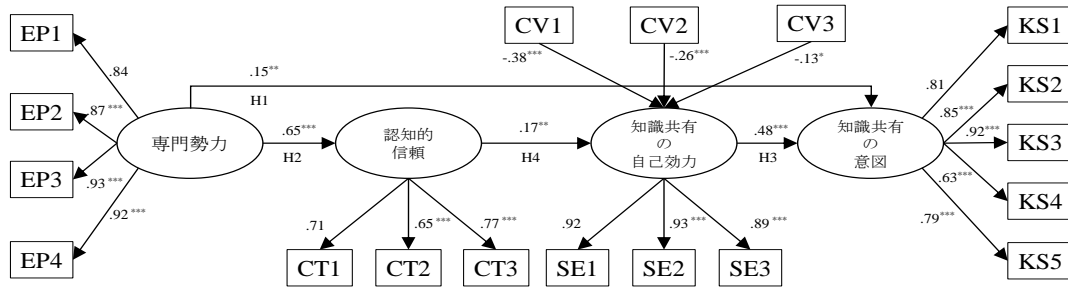 EP1
EP2
EP3
EP4
.84
.87***
.93***
.92***
専門勢力
.15**
H1
.65***
H2
認知的
信頼
.71
.65***
.77***
CT1
CT2
CT3
.17**
H4
CV1
CV2
CV3
-.38***
-.26***
-.13*
知識共有
の
自己効力
.92
.93***
.89***
SE1
SE2
SE3
.48***
H3
知識共有
の
意図
.81
.85***
.92***
.63***
.79***
KS1
KS2
KS3
KS4
KS5